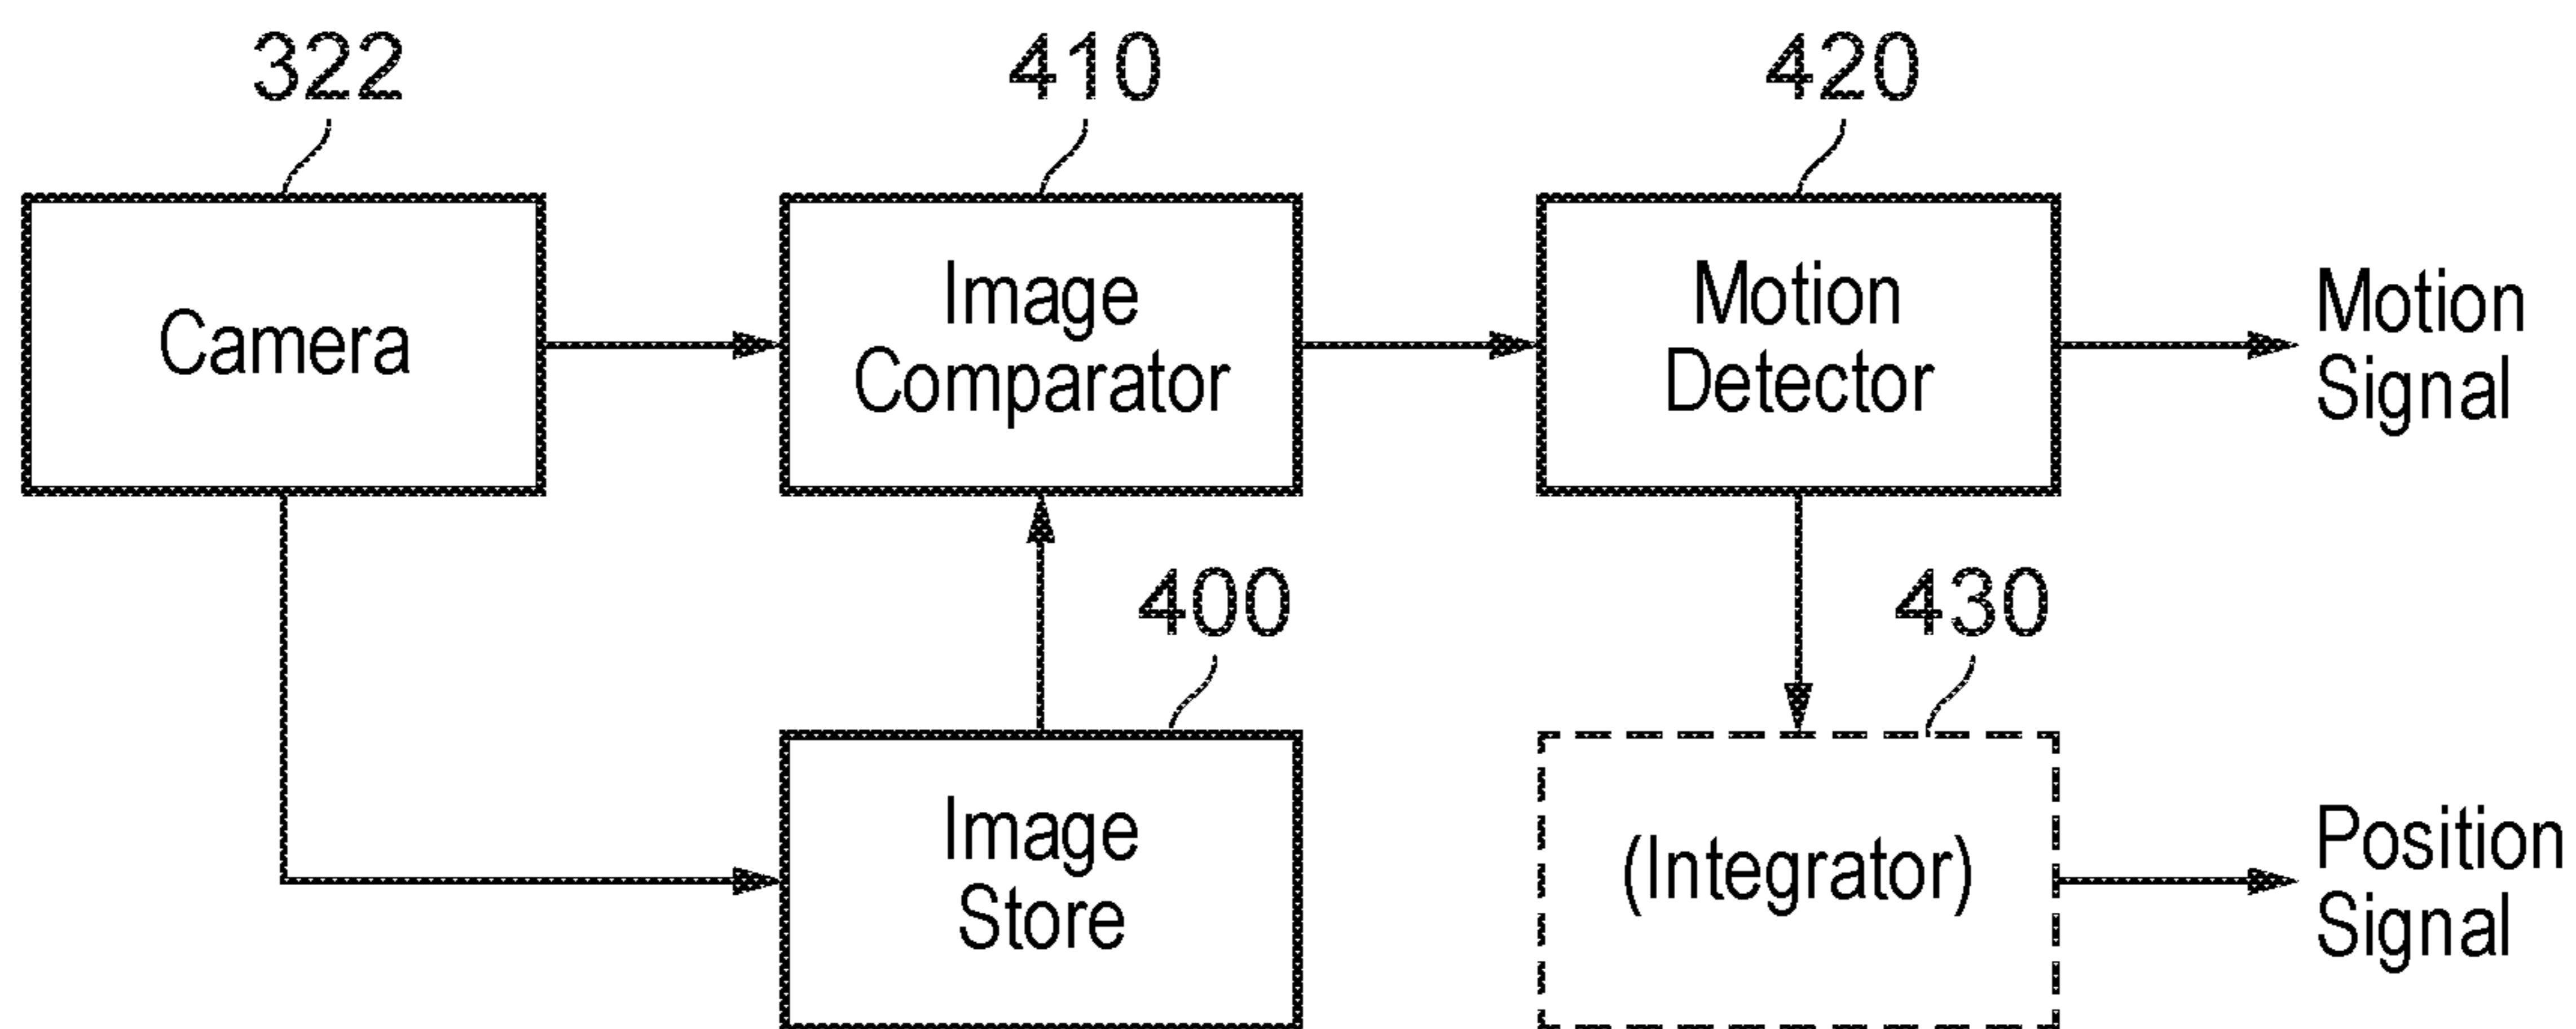 322
410
420
Camera
Image
Comparator
Motion
Detector
Motion
Signal
400
430
Image
Store
(Integrator)
Position
Signal